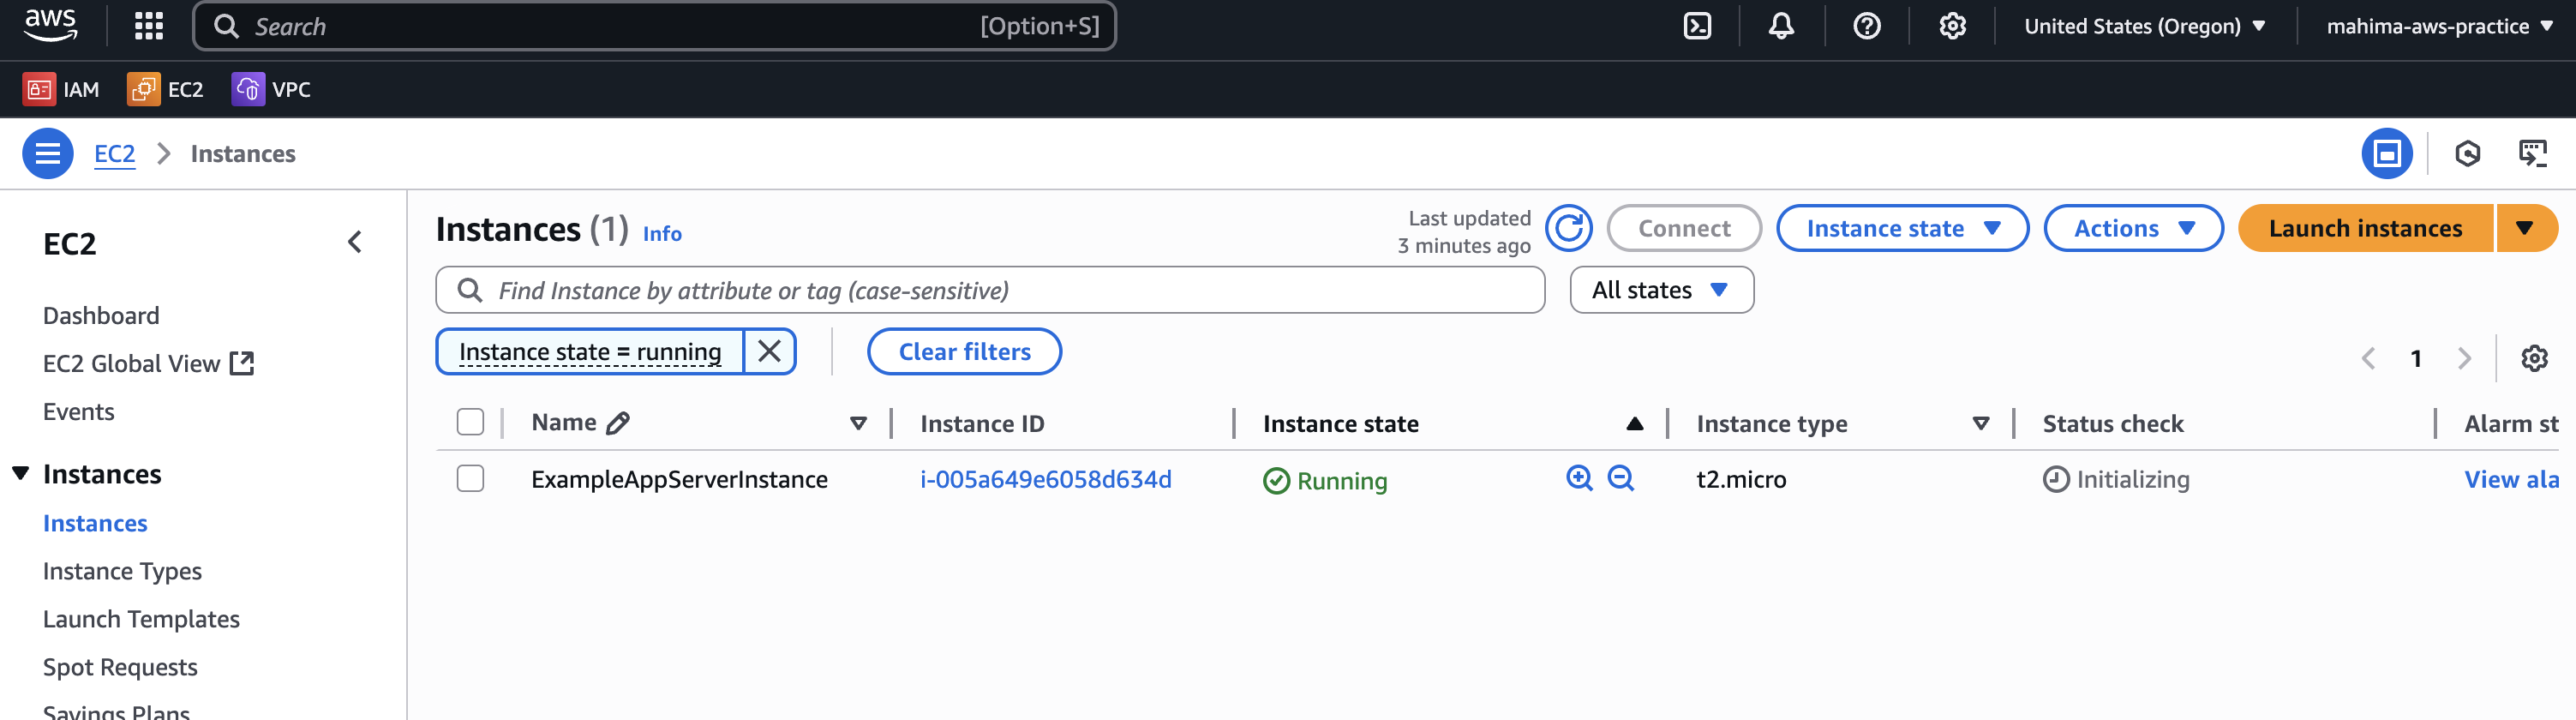 aws
Search [Option+S]
United States (Oregon)
mahima-aws-practice
IAM EC2 VPC
EC2 Instances
EC2
Dashboard
EC2 Global View
Events
Instances
Instances
Instance Types
Launch Templates
Spot Requests
Savings Plans
Instances (1) Info
Last updated
3 minutes ago
Connect
Instance state
Actions
Launch instances
Find Instance by attribute or tag (case-sensitive)
All states
Instance state = running
Clear filters
1
Name Instance ID Instance state Instance type Status check Alarm st
ExampleAppServerInstance i-005a649e6058d634d Running t2.micro Initializing View ala